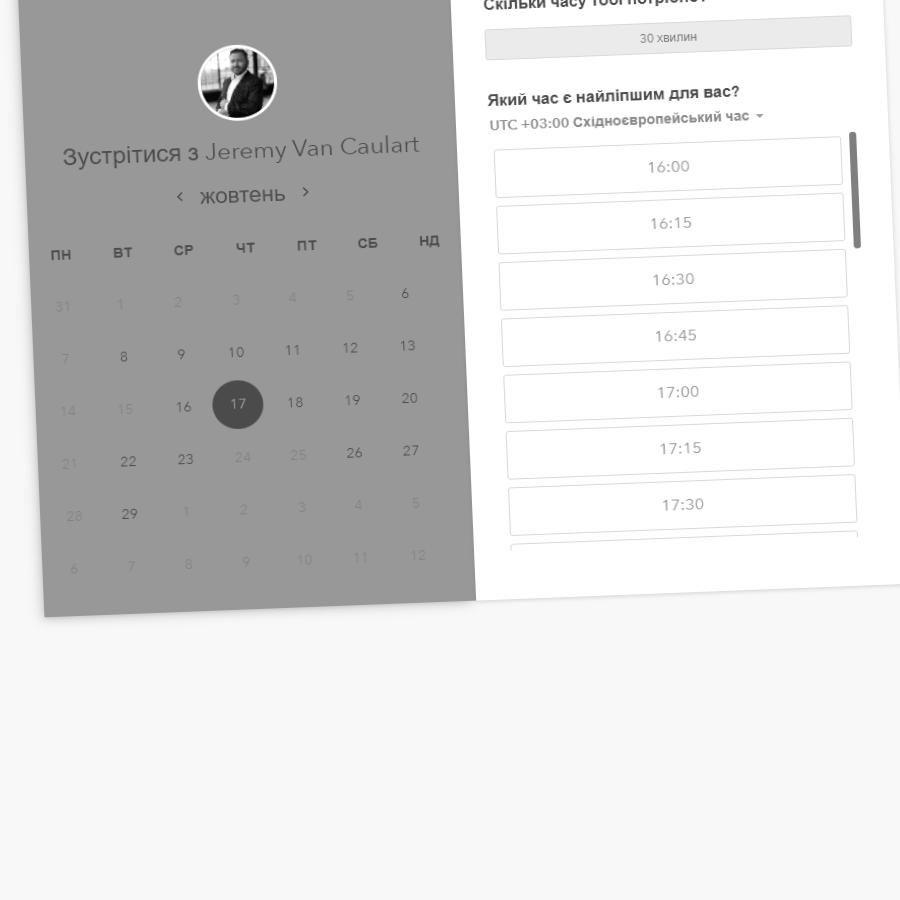 Зустрітися з Jeremy Van Caulart
жовтень
ПН ВТ СР ЧТ ПТ СБ НД
31 1 2 3 4 5 6
7 8 9 10 11 12 13
14 15 16 17 18 19 20
21 22 23 24 25 26 27
28 29 1 2 3 4 5
6 7 8 9 10 11 12
Скільки часу тобі потрібно?
30 хвилин
Який час є найліпшим для вас?
UTC +03:00 Східноєвропейський час
16:00
16:15
16:30
16:45
17:00
17:15
17:30